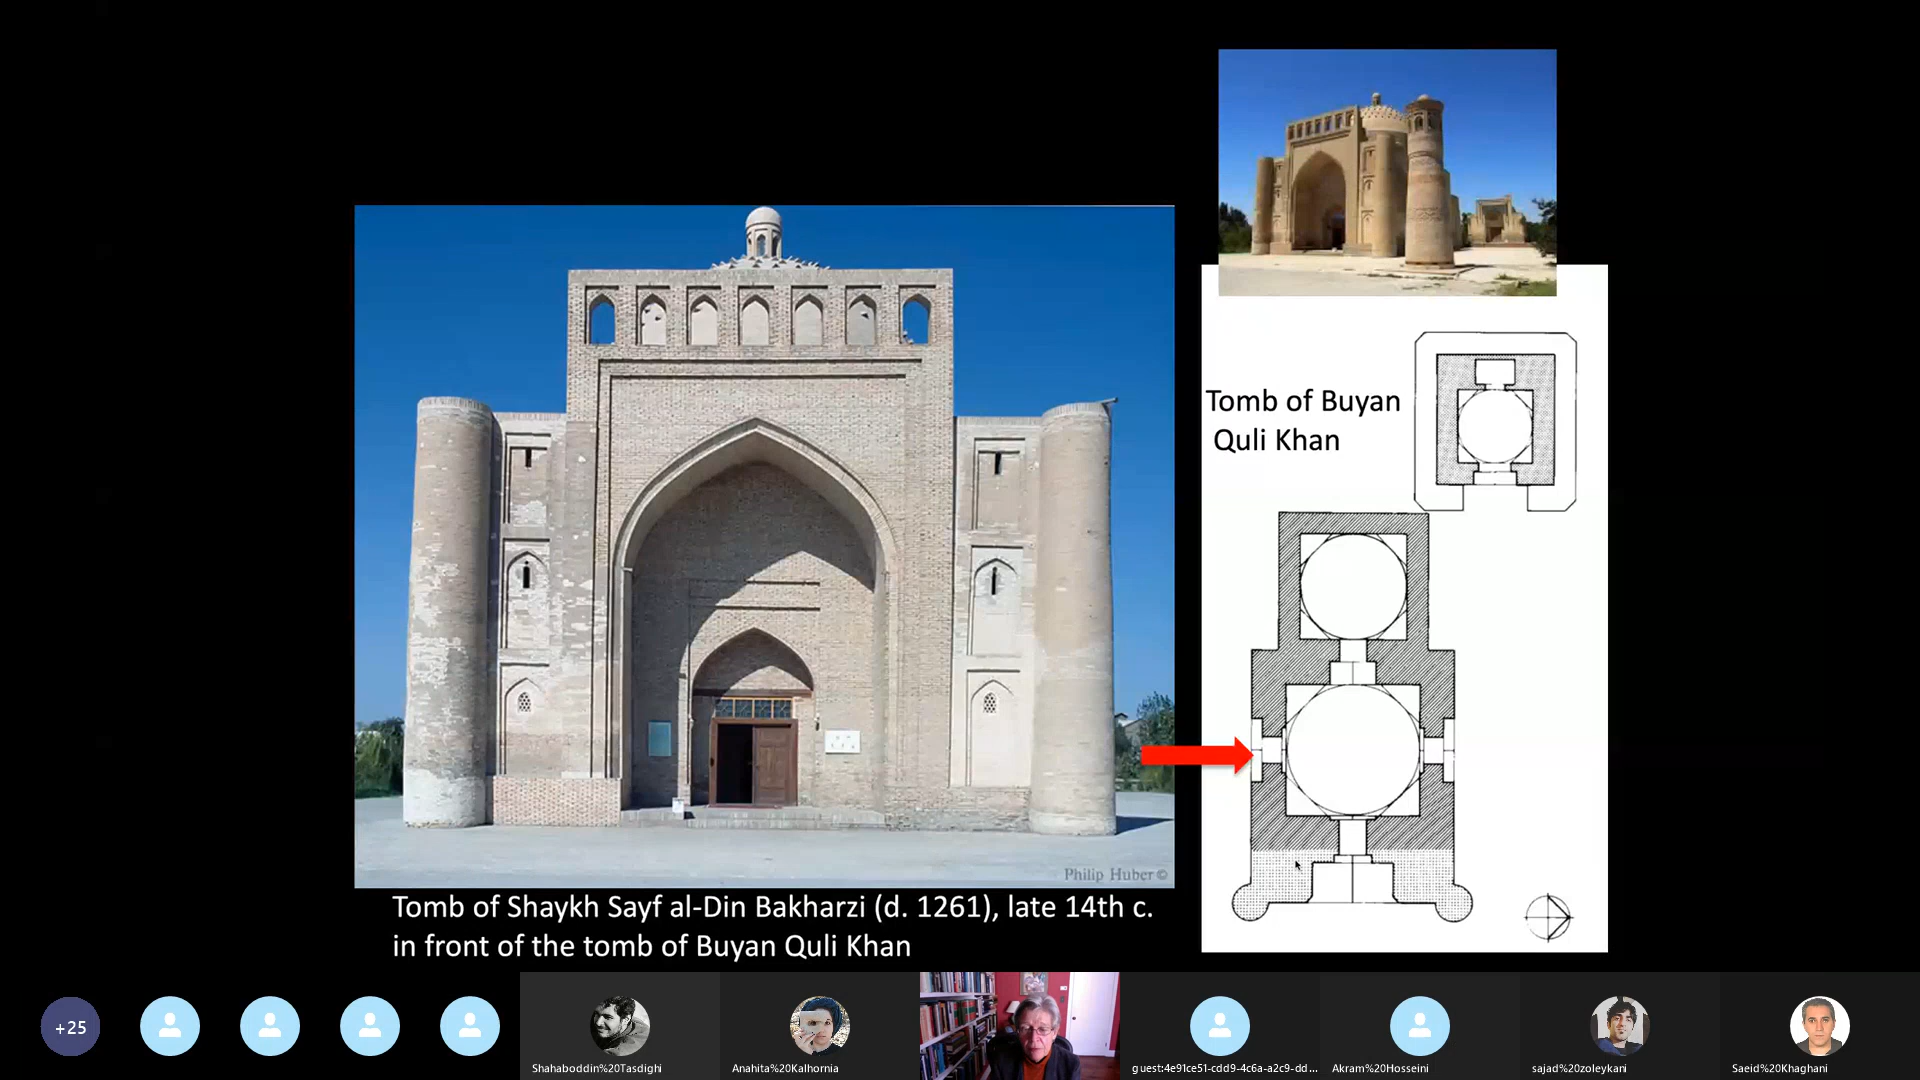 Tomb of Buyan
Quli Khan
Philip Huber ©
Tomb of Shaykh Sayf al-Din Bakharzi (d. 1261), late 14th c.
in front of the tomb of Buyan Quli Khan
+25
Shahaboddin%20Tasdighi
Anahita%20Kalhornia
guest:4e91ce51-cdd9-4c6a-a2c9-dd...
Akram%20Hosseini
sajad%20zoleykani
Saeid%20Khaghani